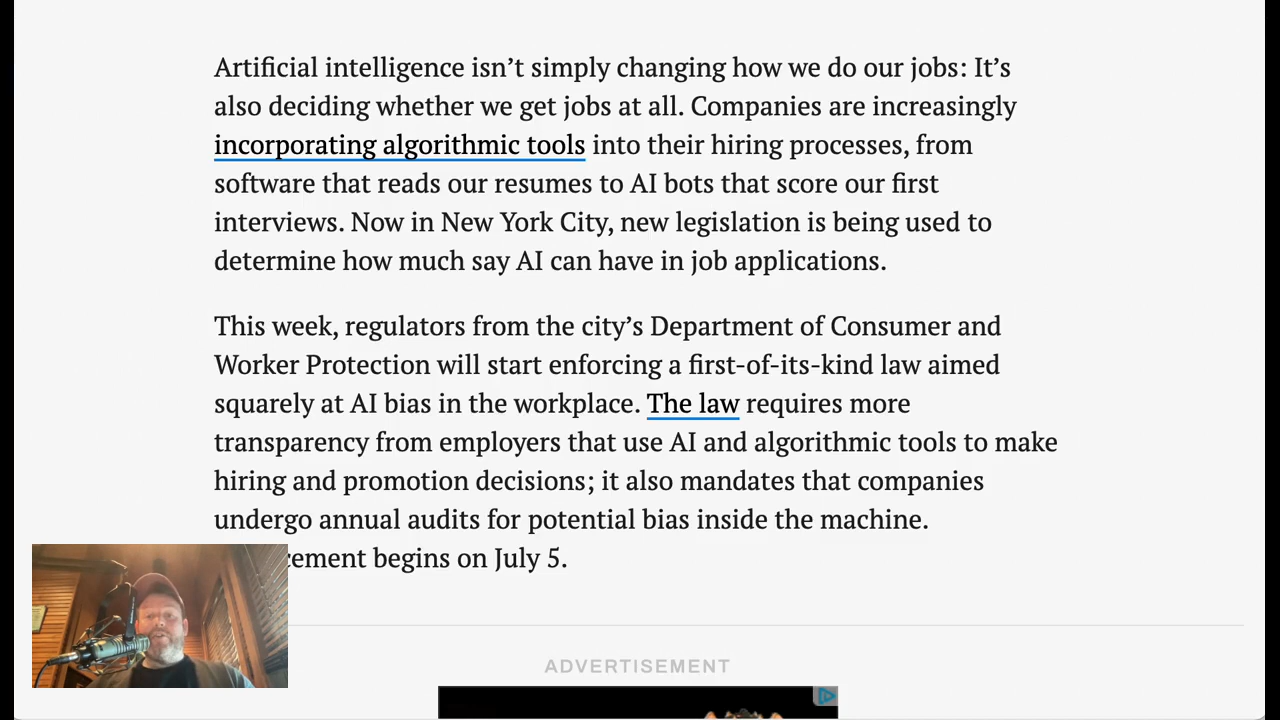 Artificial intelligence isn’t simply changing how we do our jobs: It’s
also deciding whether we get jobs at all. Companies are increasingly
incorporating algorithmic tools into their hiring processes, from
software that reads our resumes to AI bots that score our first
interviews. Now in New York City, new legislation is being used to
determine how much say AI can have in job applications.
This week, regulators from the city’s Department of Consumer and
Worker Protection will start enforcing a first-of-its-kind law aimed
squarely at AI bias in the workplace. The law requires more
transparency from employers that use AI and algorithmic tools to make
hiring and promotion decisions; it also mandates that companies
undergo annual audits for potential bias inside the machine.
cement begins on July 5.
ADVERTISEMENT